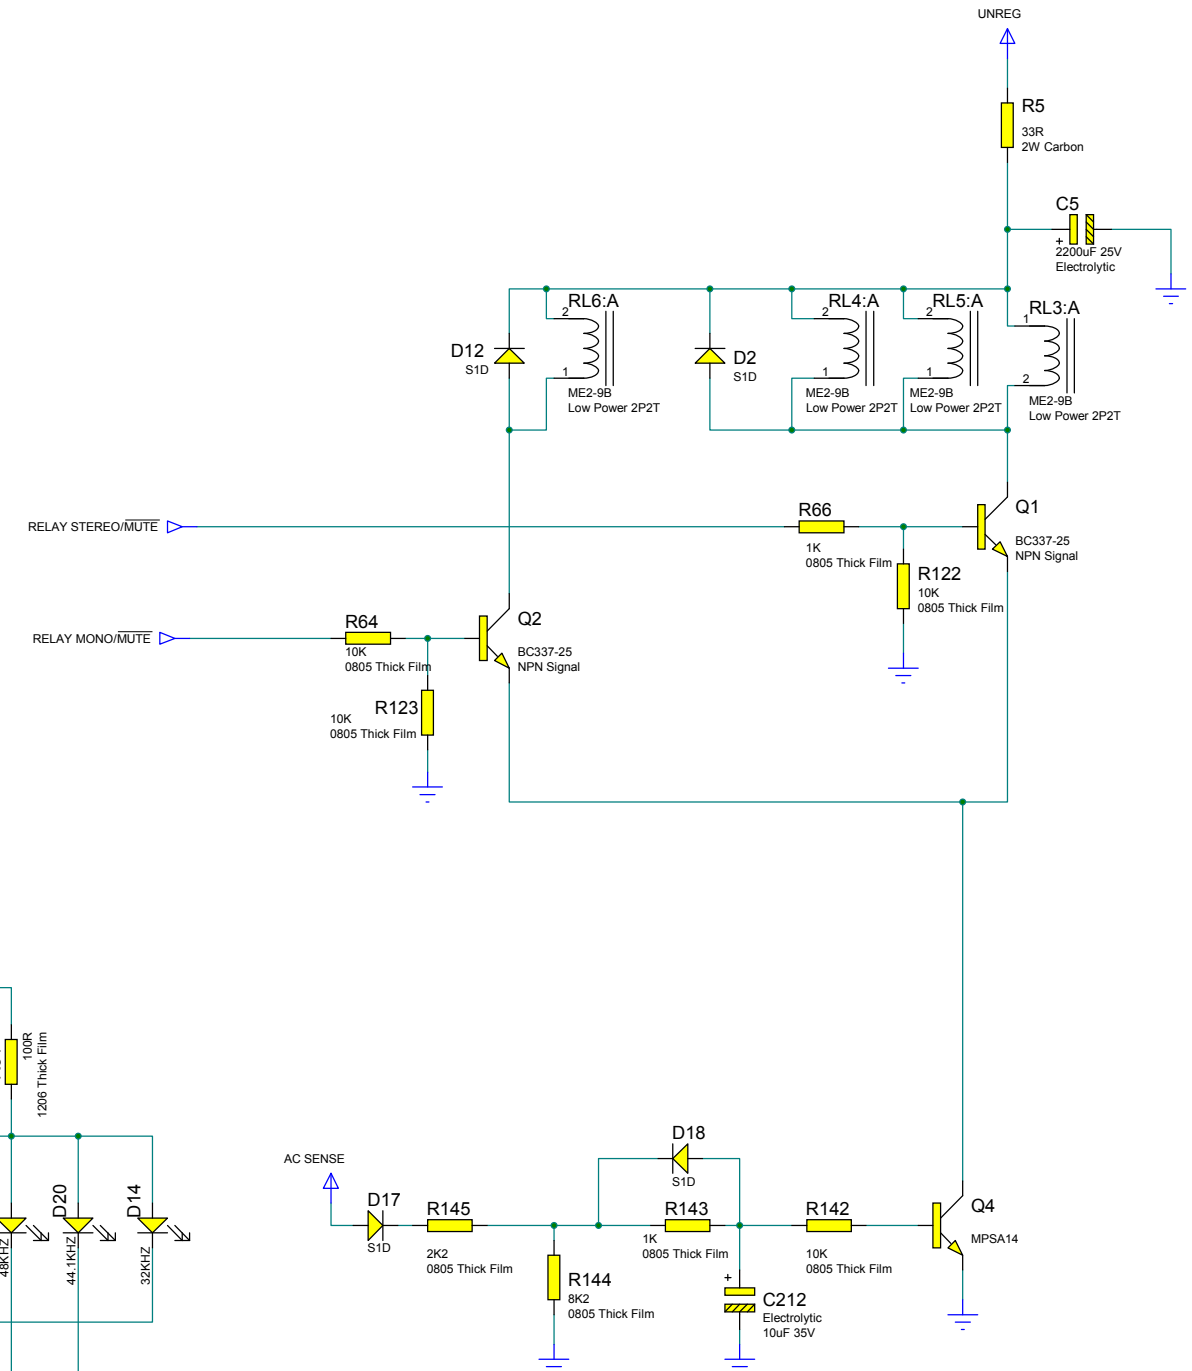 UNREG
R5
33R
2W Carbon
C5
+
2200uF 25V
Electrolytic
RL6:A
2
1
ME2-9B
Low Power 2P2T
D12
S1D
D2
S1D
RL4:A
2
1
ME2-9B
Low Power 2P2T
RL5:A
2
1
ME2-9B
Low Power 2P2T
RL3:A
1
2
ME2-9B
Low Power 2P2T
RELAY STEREO/MUTE
R66
1K
0805 Thick Film
Q1
BC337-25
NPN Signal
R122
10K
0805 Thick Film
RELAY MONO/MUTE
R64
10K
0805 Thick Film
Q2
BC337-25
NPN Signal
R123
10K
0805 Thick Film
100R
1206 Thick Film
48KHZ
D20
44.1KHZ
D14
32KHZ
AC SENSE
D17
S1D
R145
2K2
0805 Thick Film
D18
S1D
R143
1K
0805 Thick Film
R144
8K2
0805 Thick Film
+
C212
Electrolytic
10uF 35V
R142
10K
0805 Thick Film
Q4
MPSA14